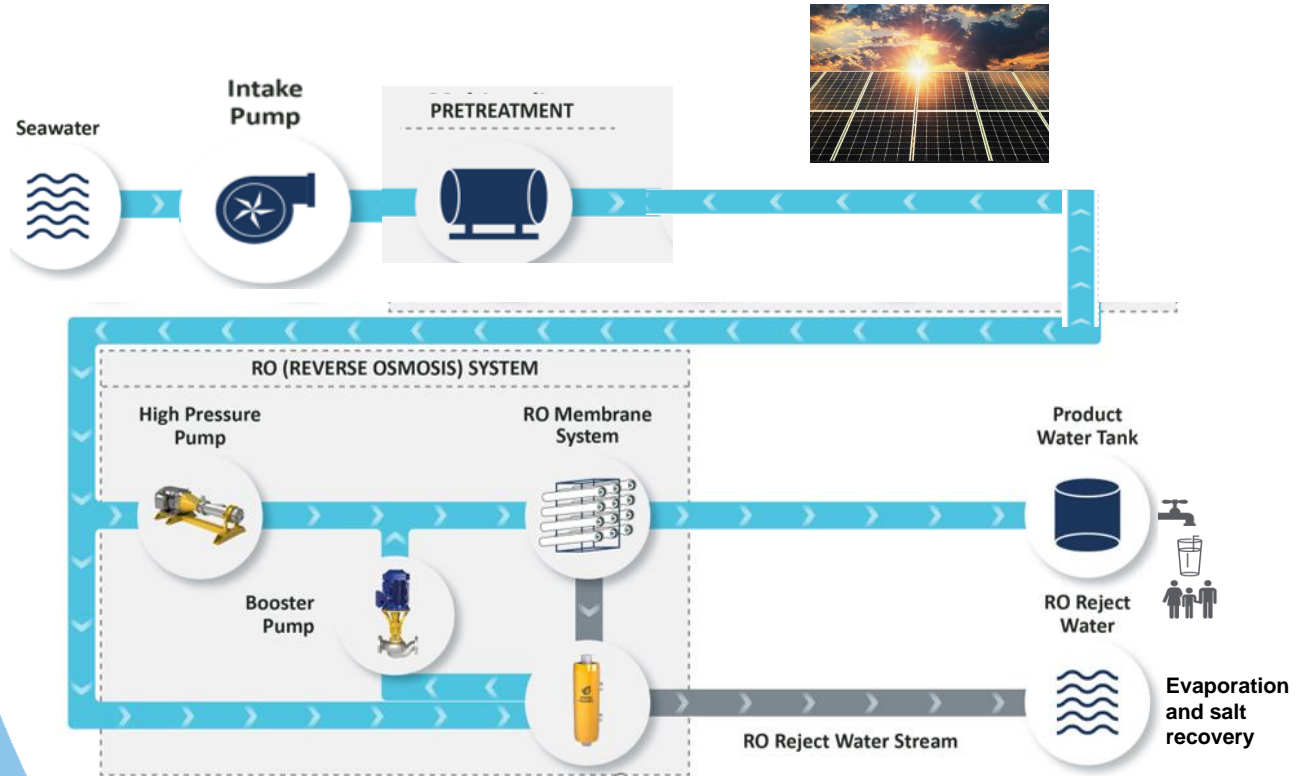 Intake
Pump
Seawater
PRETREATMENT
RO (REVERSE OSMOSIS) SYSTEM
High Pressure
Pump
RO Membrane
System
Product
Water Tank
Booster
Pump
RO Reject
Water
Evaporation
and salt
recovery
RO Reject Water Stream